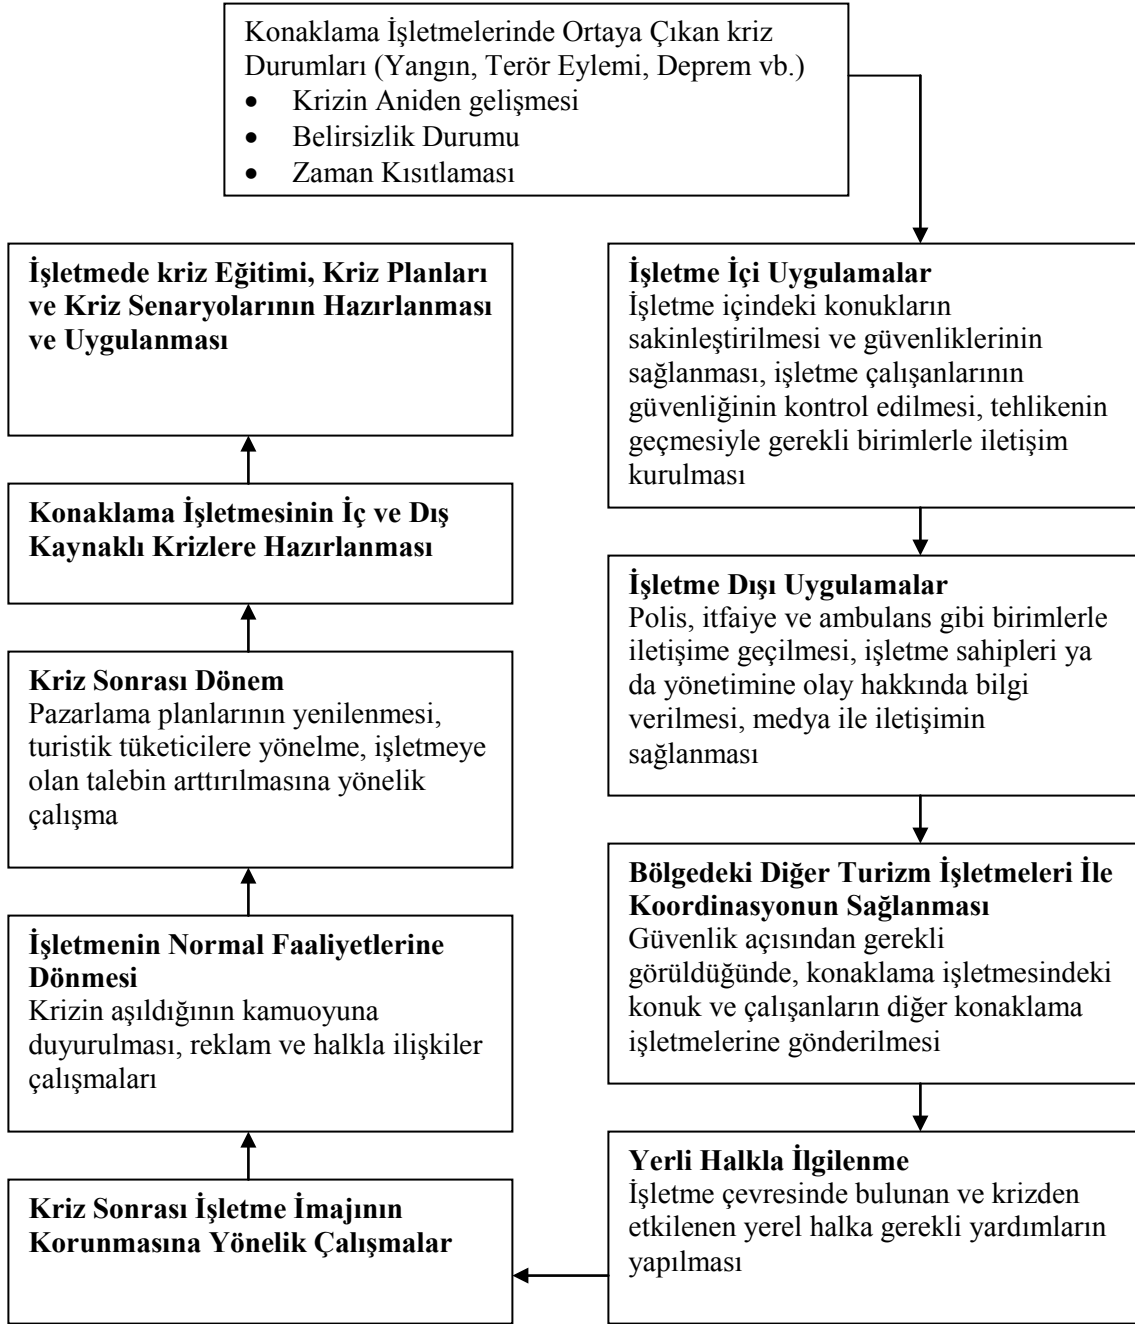 Konaklama İşletmelerinde Ortaya Çıkan kriz
Durumları (Yangın, Terör Eylemi, Deprem vb.)
• Krizin Aniden gelişmesi
• Belirsizlik Durumu
• Zaman Kısıtlaması
İşletme İçi Uygulamalar
İşletme içindeki konukların
sakinleştirilmesi ve güvenliklerinin
sağlanması, işletme çalışanlarının
güvenliğinin kontrol edilmesi, tehlikenin
geçmesiyle gerekli birimlerle iletişim
kurulması
İşletme Dışı Uygulamalar
Polis, itfaiye ve ambulans gibi birimlerle
iletişime geçilmesi, işletme sahipleri ya
da yönetimine olay hakkında bilgi
verilmesi, medya ile iletişimin
sağlanması
Bölgedeki Diğer Turizm İşletmeleri İle
Koordinasyonun Sağlanması
Güvenlik açısından gerekli
görüldüğünde, konaklama işletmesindeki
konuk ve çalışanların diğer konaklama
işletmelerine gönderilmesi
Yerli Halkla İlgilenme
İşletme çevresinde bulunan ve krizden
etkilenen yerel halka gerekli yardımların
yapılması
Kriz Sonrası İşletme İmajının
Korunmasına Yönelik Çalışmalar
İşletmenin Normal Faaliyetlerine
Dönmesi
Krizin aşıldığının kamuoyuna
duyurulması, reklam ve halkla ilişkiler
çalışmaları
Kriz Sonrası Dönem
Pazarlama planlarının yenilenmesi,
turistik tüketicilere yönelme, işletmeye
olan talebin arttırılmasına yönelik
çalışma
Konaklama İşletmesinin İç ve Dış
Kaynaklı Krizlere Hazırlanması
İşletmede kriz Eğitimi, Kriz Planları
ve Kriz Senaryolarının Hazırlanması
ve Uygulanması